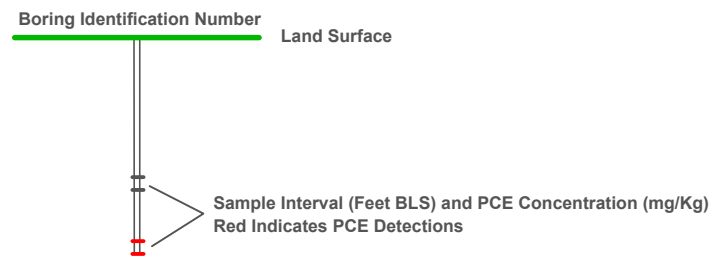 Boring Identification Number
Land Surface
Sample Interval (Feet BLS) and PCE Concentration (mg/Kg)
Red Indicates PCE Detections